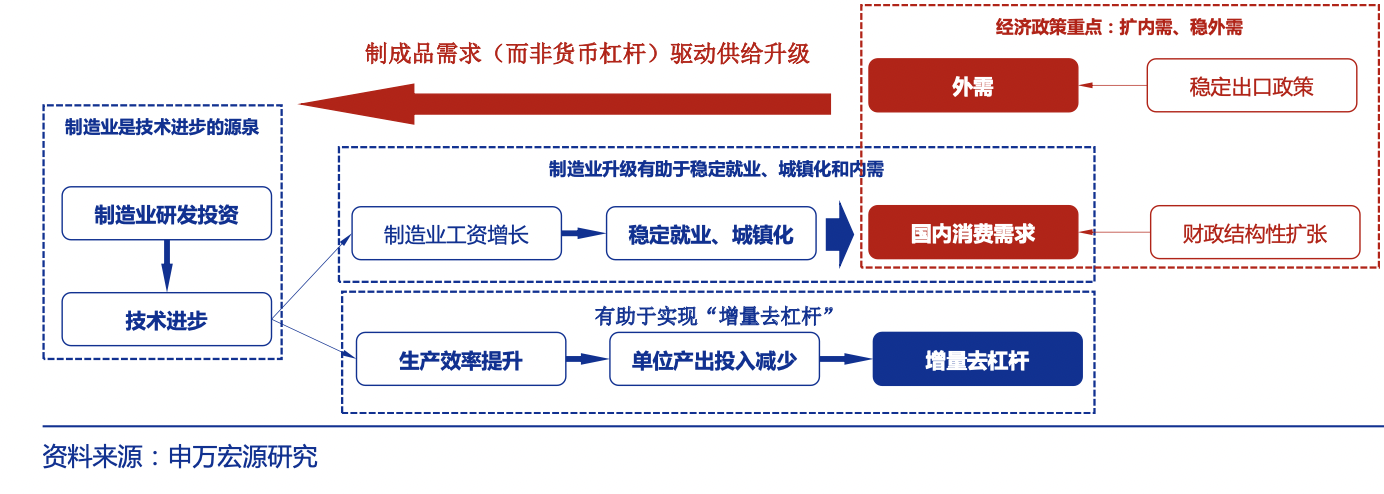 经济政策重点：扩内需、稳外需
制成品需求（而非货币杠杆）驱动供给升级
外需
稳定出口政策
制造业是技术进步的源泉
制造业升级有助于稳定就业、城镇化和内需
制造业研发投资
制造业工资增长
稳定就业、城镇化
国内消费需求
财政结构性扩张
技术进步
有助于实现“增量去杠杆”
生产效率提升
单位产出投入减少
增量去杠杆
资料来源：申万宏源研究